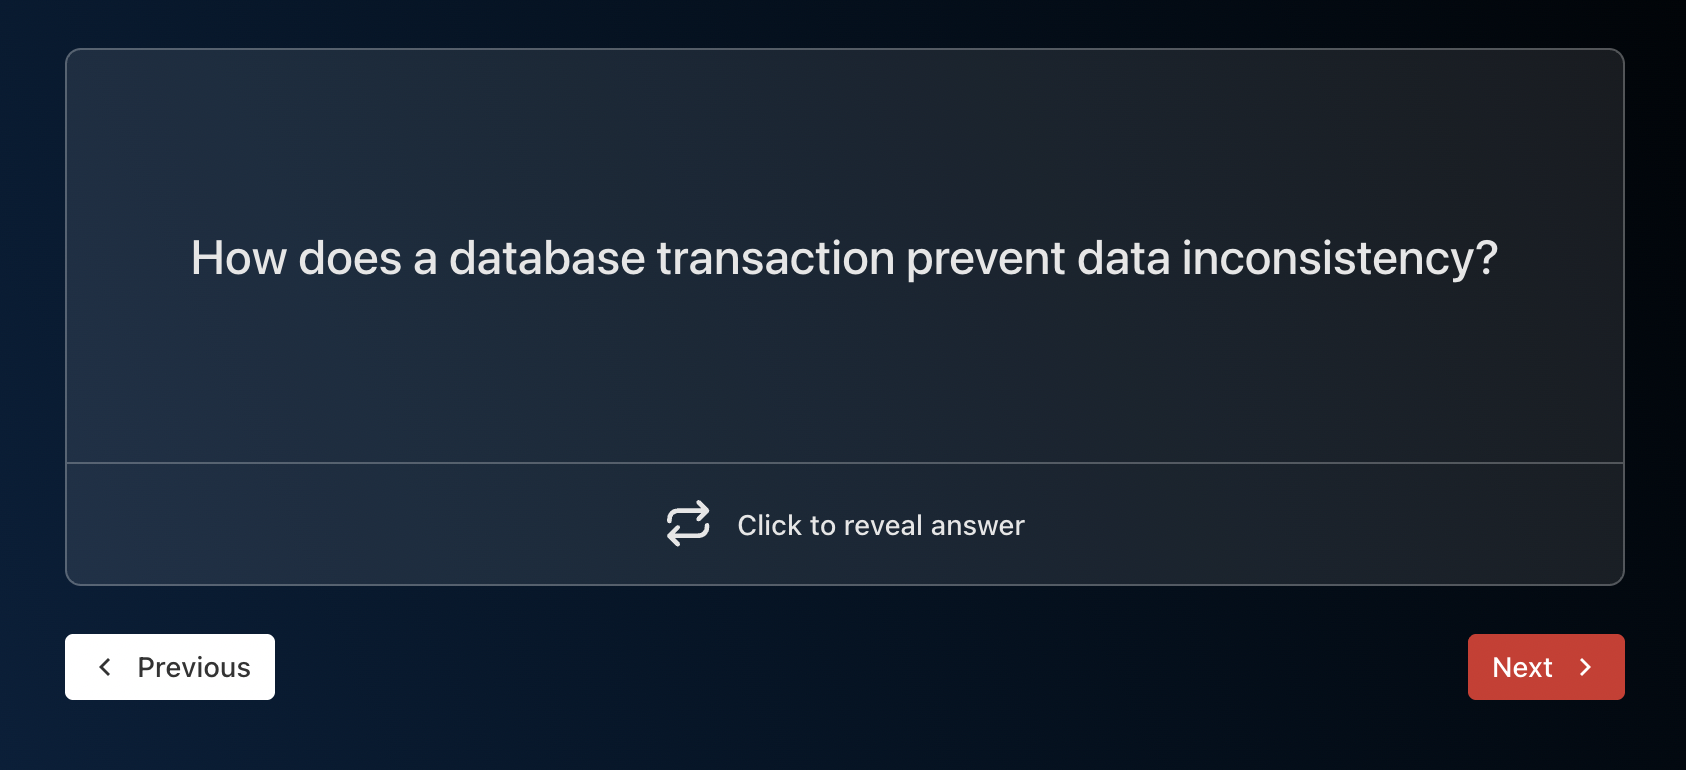 How does a database transaction prevent data inconsistency?
Click to reveal answer
Previous
Next